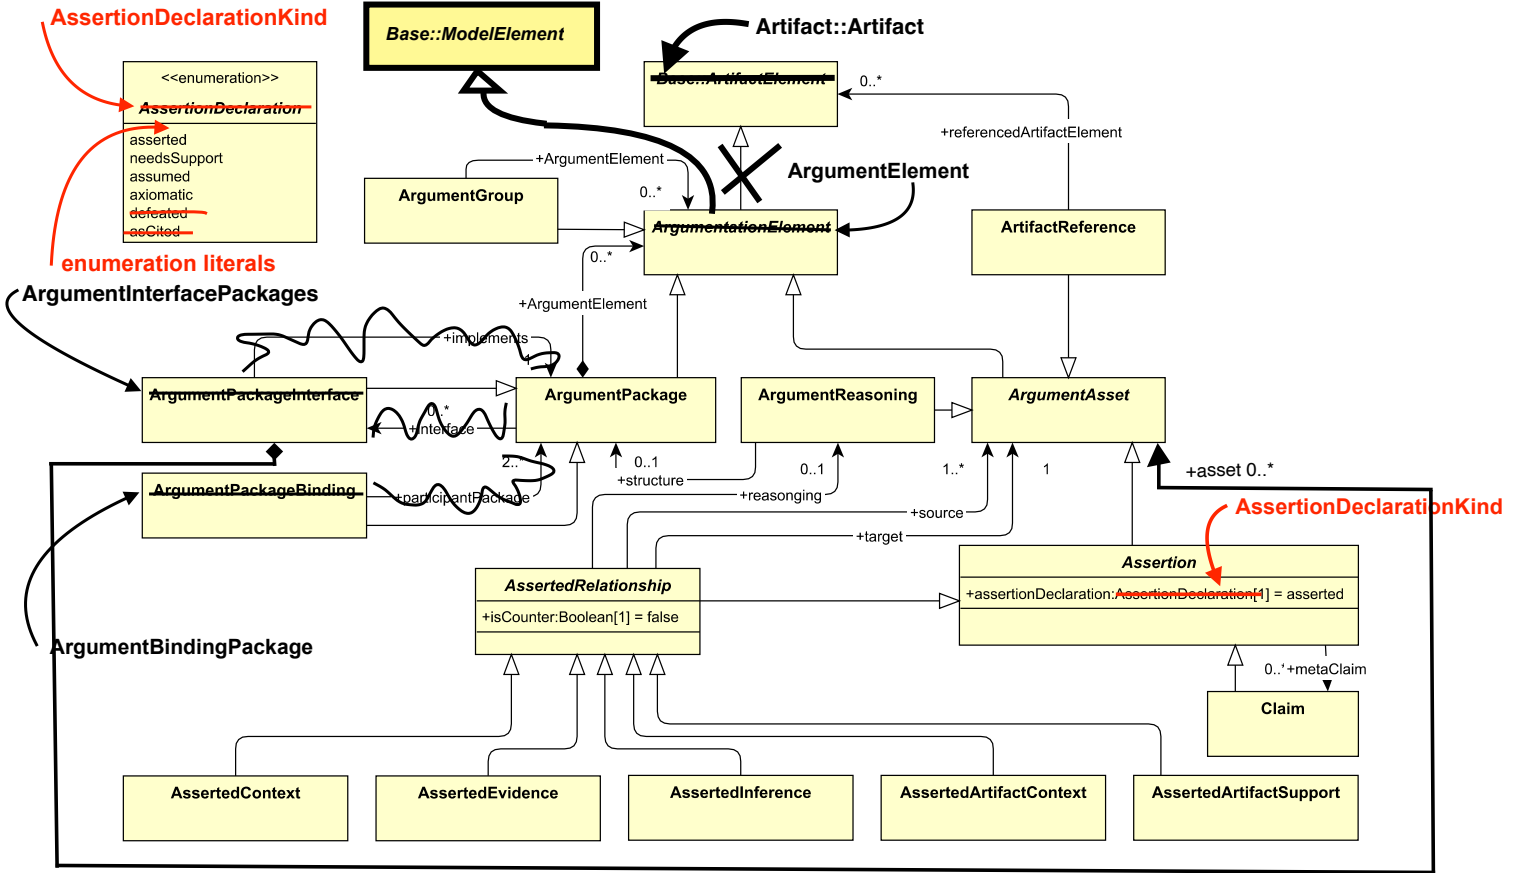 AssertionDeclarationKind
Base::ModelElement
Artifact::Artifact
<<enumeration>>
AssertionDeclaration
asserted
needsSupport
assumed
axiomatic
defeated
asCited
enumeration literals
Base::ArtifactElement
0..*
+referencedArtifactElement
+ArgumentElement
0..*
ArgumentElement
ArgumentGroup
ArgumentationElement
ArtifactReference
0..*
+ArgumentElement
ArgumentInterfacePackages
+implements
1
ArgumentPackageInterface
ArgumentPackage
ArgumentReasoning
ArgumentAsset
0..*
+interface
2..*
0..1
+structure
0..1
1..*
1
+asset 0..*
ArgumentPackageBinding
+participantPackage
+reasonging
+source
+target
AssertionDeclarationKind
Assertion
+assertionDeclaration:AssertionDeclaration[1] = asserted
AssertedRelationship
+isCounter:Boolean[1] = false
ArgumentBindingPackage
0..*
+metaClaim
Claim
AssertedContext
AssertedEvidence
AssertedInference
AssertedArtifactContext
AssertedArtifactSupport